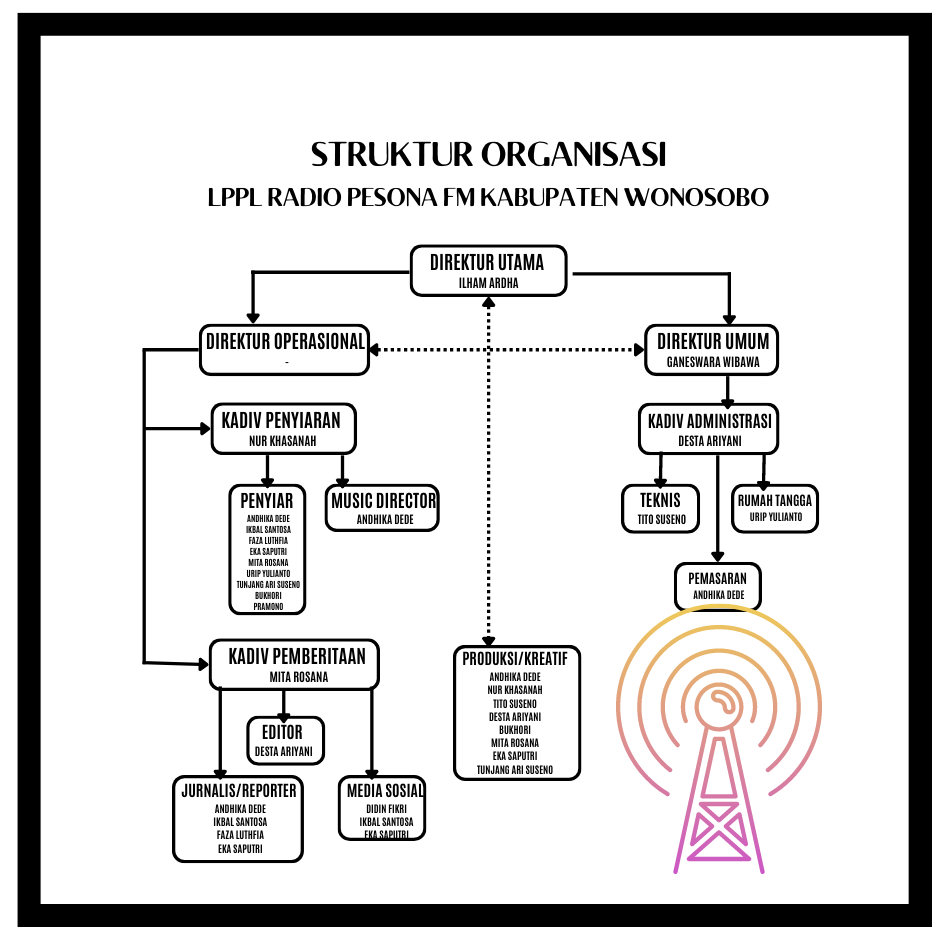 STRUKTUR ORGANISASI
LPPL RADIO PESONA FM KABUPATEN WONOSOBO
DIREKTUR UTAMA
ILHAM ARDHA
DIREKTUR OPERASIONAL
-
DIREKTUR UMUM
GANESWARA WIBAWA
KADIV PENYIARAN
NUR KHASANAH
KADIV ADMINISTRASI
DESTA ARIYANI
PENYIAR
ANDHIKA DEDE
IKBAL SANTOSA
FAZA LUTHFIA
EKA SAPUTRI
MITA ROSANA
URIP YULIANTO
TUNJANG ARI SUSENO
BUKHORI
PRAMONO
MUSIC DIRECTOR
ANDHIKA DEDE
TEKNIS
TITO SUSENO
RUMAH TANGGA
URIP YULIANTO
PEMASARAN
ANDHIKA DEDE
KADIV PEMBERITAAN
MITA ROSANA
PRODUKSI/KREATIF
ANDHIKA DEDE
NUR KHASANAH
TITO SUSENO
DESTA ARIYANI
BUKHORI
MITA ROSANA
EKA SAPUTRI
TUNJANG ARI SUSENO
EDITOR
DESTA ARIYANI
JURNALIS/REPORTER
ANDHIKA DEDE
IKBAL SANTOSA
FAZA LUTHFIA
EKA SAPUTRI
MEDIA SOSIAL
DIDIN FIKRI
IKBAL SANTOSA
EKA SAPUTRI